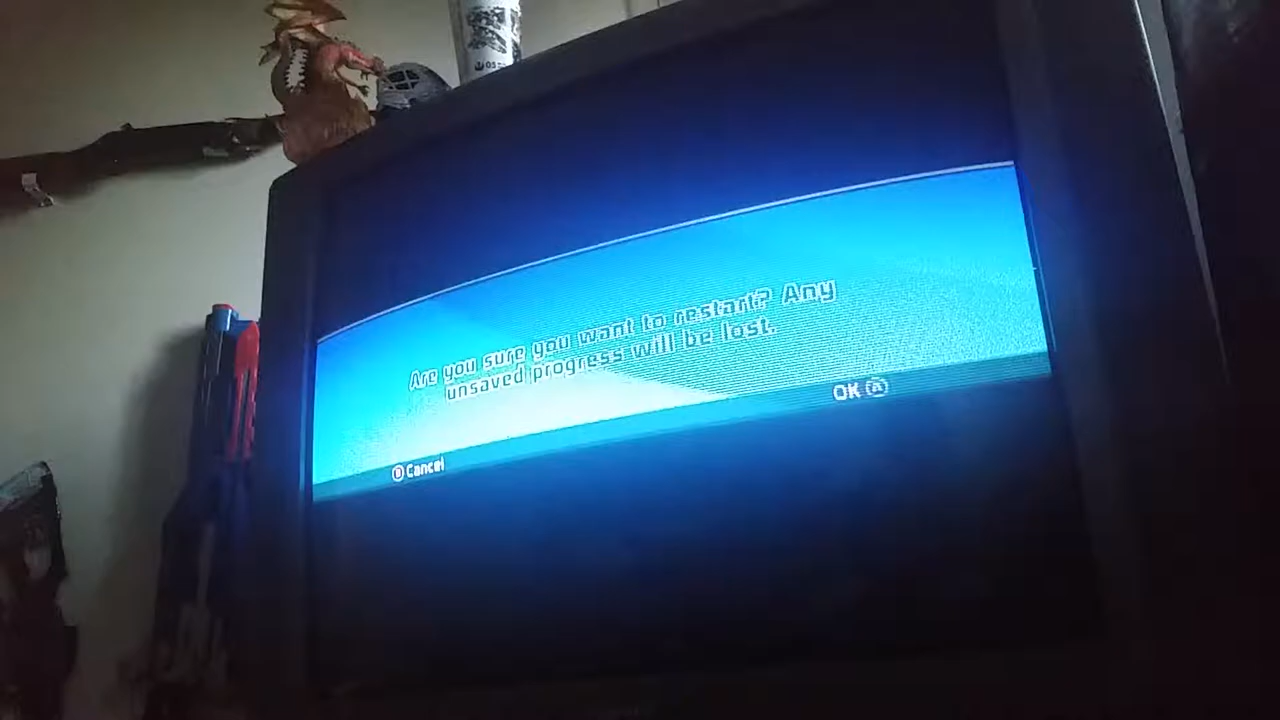 Are you sure you want to restart? Any
unsaved progress will be lost.
OK A
B Cancel